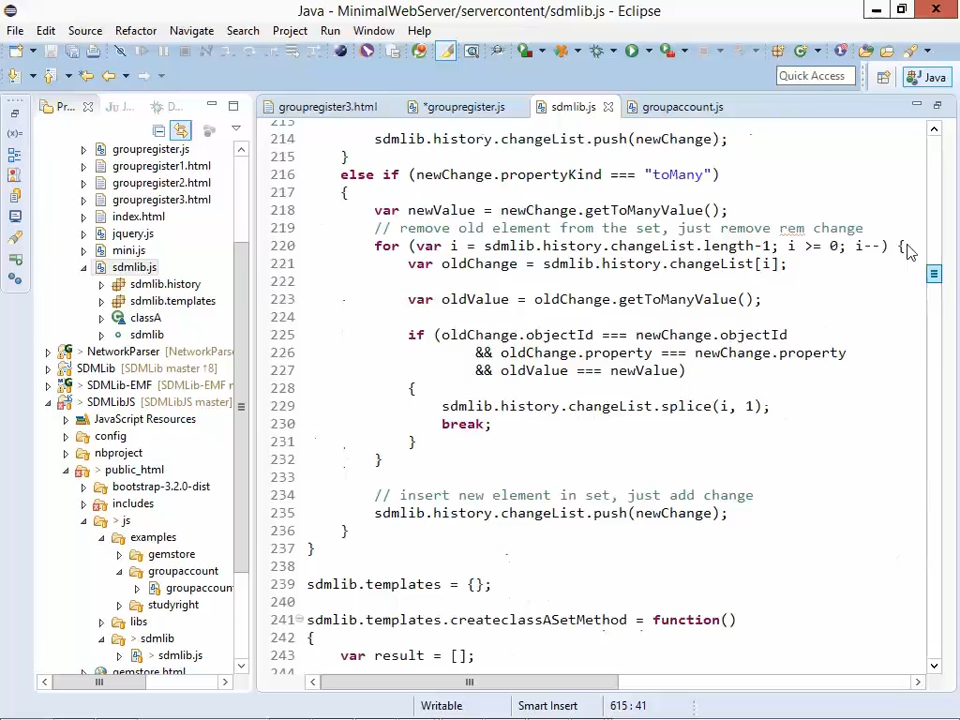 Java - MinimalWebServer/servercontent/sdmlib.js - Eclipse
File Edit Source Refactor Navigate Search Project Run Window Help
Quick Access
Java
Pr...
J...
D...
groupregister3.html
*groupregister.js
sdmlib.js
groupaccount.js
groupregister.js
groupregister1.html
groupregister2.html
groupregister3.html
index.html
jquery.js
mini.js
sdmlib.js
sdmlib.history
sdmlib.templates
classA
sdmlib
> NetworkParser [NetworkParser
SDMLib [SDMLib master ↑8]
> SDMLib-EMF [SDMLib-EMF m
SDMLibJS [SDMLibJS master]
JavaScript Resources
config
nbproject
> public_html
bootstrap-3.2.0-dist
includes
> js
examples
gemstore
groupaccount
groupaccoun
studyright
libs
> sdmlib
> sdmlib.js
gemstore.html
213
214 sdmlib.history.changeList.push(newChange);
215 }
216 else if (newChange.propertyKind === "toMany")
217 {
218 var newValue = newChange.getToManyValue();
219 // remove old element from the set, just remove rem change
220 for (var i = sdmlib.history.changeList.length-1; i >= 0; i--) {
221 var oldChange = sdmlib.history.changeList[i];
222
223 var oldValue = oldChange.getToManyValue();
224
225 if (oldChange.objectId === newChange.objectId
226 && oldChange.property === newChange.property
227 && oldValue === newValue)
228 {
229 sdmlib.history.changeList.splice(i, 1);
230 break;
231 }
232 }
233
234 // insert new element in set, just add change
235 sdmlib.history.changeList.push(newChange);
236 }
237 }
238
239 sdmlib.templates = {};
240
241 sdmlib.templates.createclassASetMethod = function()
242 {
243 var result = [];
244
Writable
Smart Insert
615 : 41